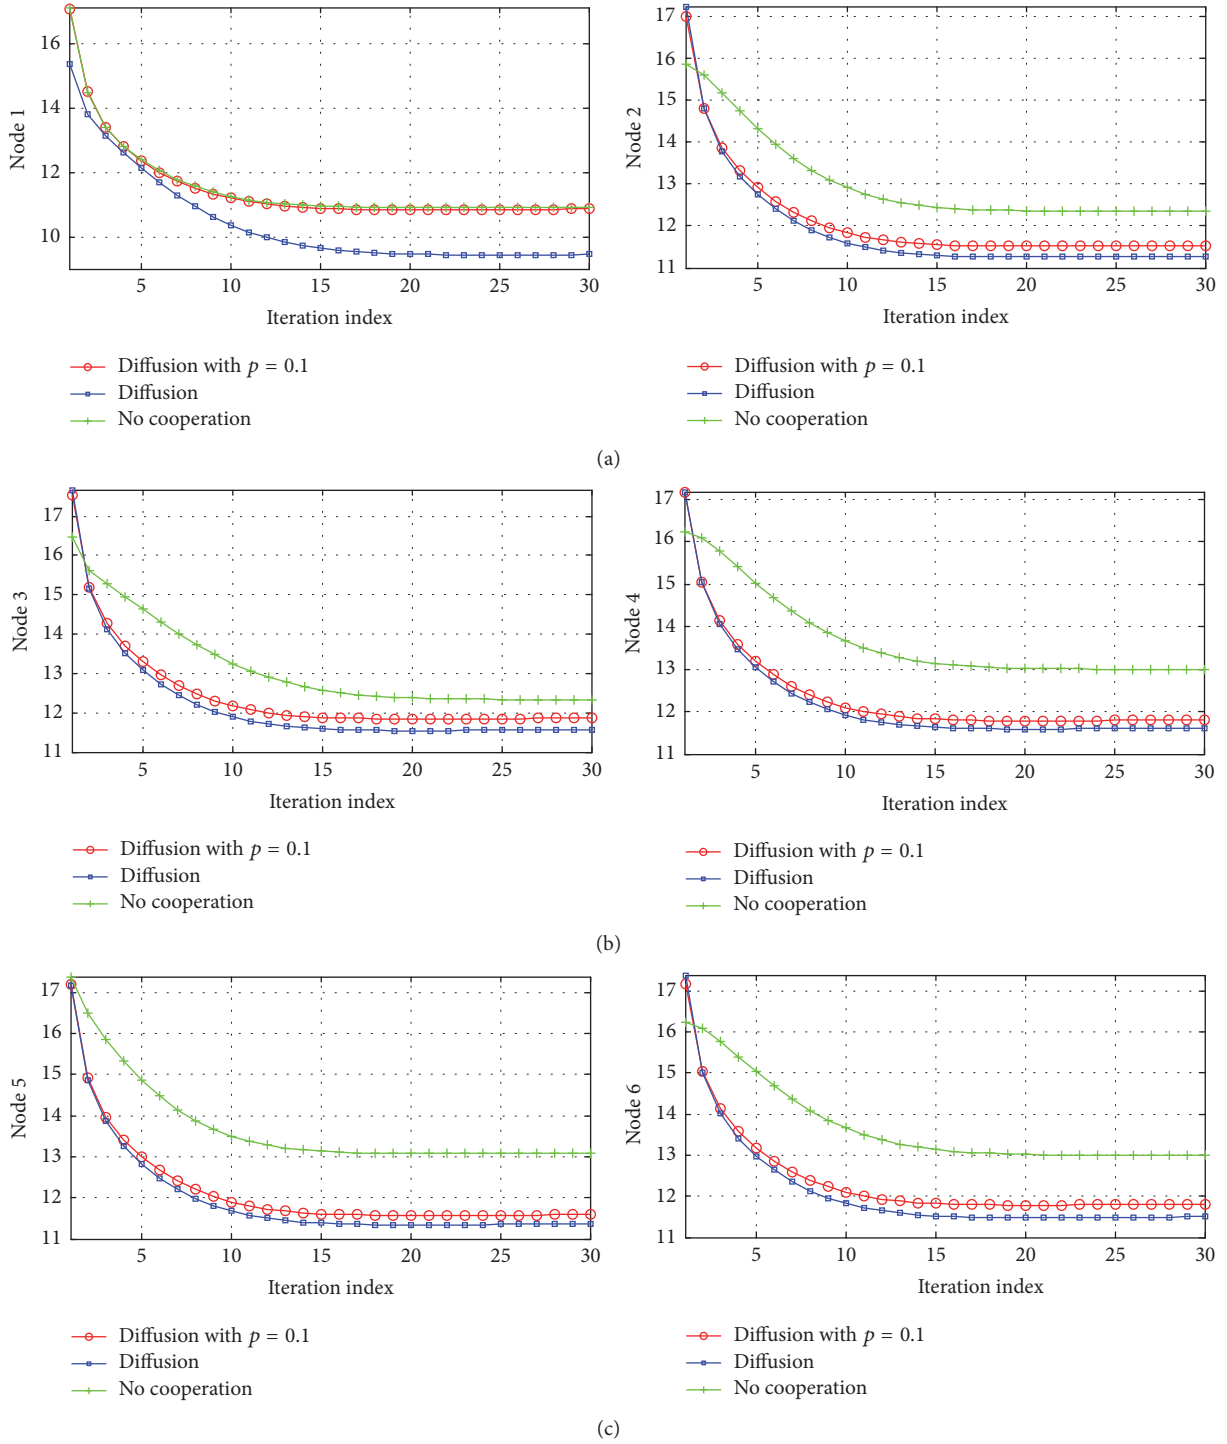 16
14
12
10
Node 1
5
10
15
20
25
30
Iteration index
Diffusion with p = 0.1
Diffusion
No cooperation
17
16
15
14
13
12
11
Node 2
5
10
15
20
25
30
Iteration index
Diffusion with p = 0.1
Diffusion
No cooperation
(a)
17
16
15
14
13
12
11
Node 3
5
10
15
20
25
30
Iteration index
Diffusion with p = 0.1
Diffusion
No cooperation
17
16
15
14
13
12
11
Node 4
5
10
15
20
25
30
Iteration index
Diffusion with p = 0.1
Diffusion
No cooperation
(b)
17
16
15
14
13
12
11
Node 5
5
10
15
20
25
30
Iteration index
Diffusion with p = 0.1
Diffusion
No cooperation
17
16
15
14
13
12
11
Node 6
5
10
15
20
25
30
Iteration index
Diffusion with p = 0.1
Diffusion
No cooperation
(c)